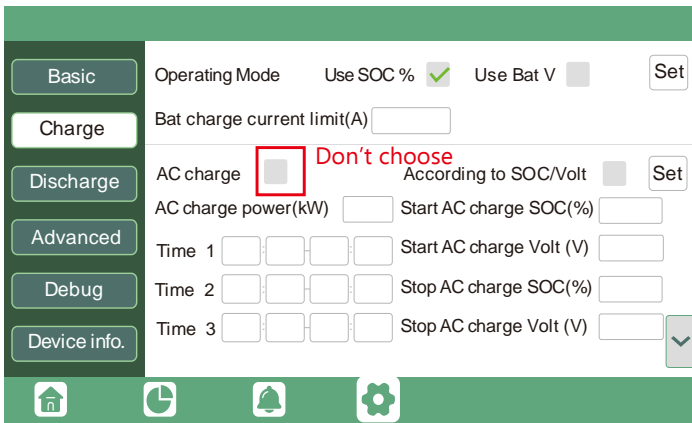 Basic
Charge
Discharge
Advanced
Debug
Device info.
Operating Mode Use SOC % Use Bat V Set
Bat charge current limit(A)
Don't choose
AC charge According to SOC/Volt Set
AC charge power(kW) Start AC charge SOC(%)
Time 1 : - : Start AC charge Volt (V)
Time 2 : - : Stop AC charge SOC(%)
Time 3 : - : Stop AC charge Volt (V)